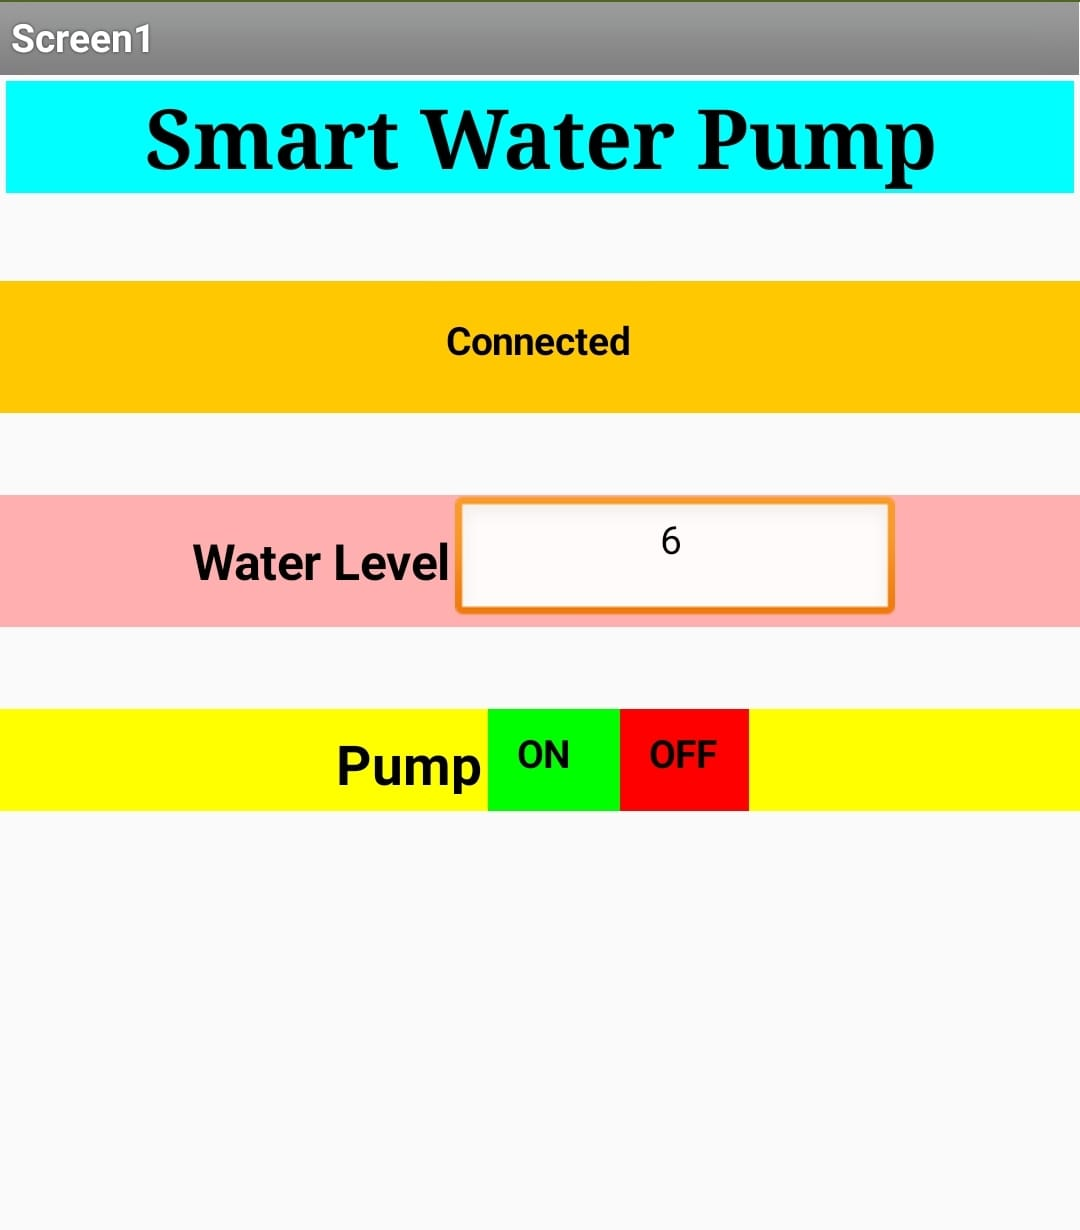 Screen1
Smart Water Pump
Connected
Water Level 6
Pump ON OFF